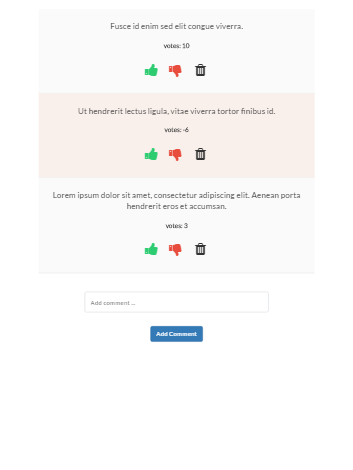 Fusce id enim sed elit congue viverra.
votes: 10
Ut hendrerit lectus ligula, vitae viverra tortor finibus id.
votes: -6
Lorem ipsum dolor sit amet, consectetur adipiscing elit. Aenean porta
hendrerit eros et accumsan.
votes: 3
Add comment ...
Add Comment